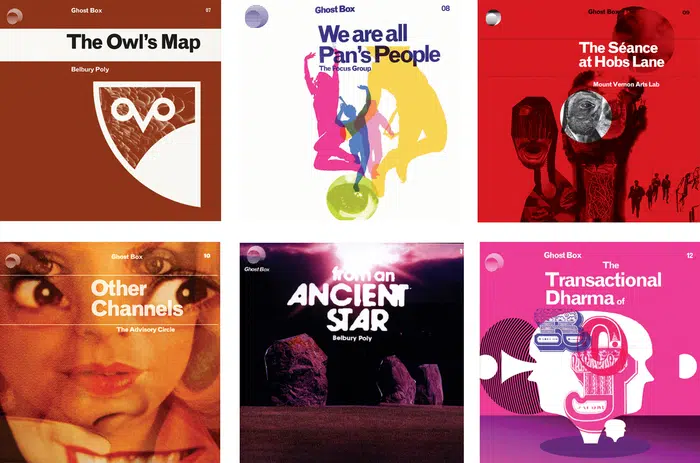 Ghost Box
07
The Owl's Map
Belbury Poly
Ghost Box
08
We are all
Pan's People
The Focus Group
Ghost Box
09
The Séance
at Hobs Lane
Mount Vernon Arts Lab
Ghost Box
10
Other
Channels
The Advisory Circle
Ghost Box
from an
ANCIENT
STAR
Belbury Poly
Ghost Box
12
The
Transactional
Dharma of